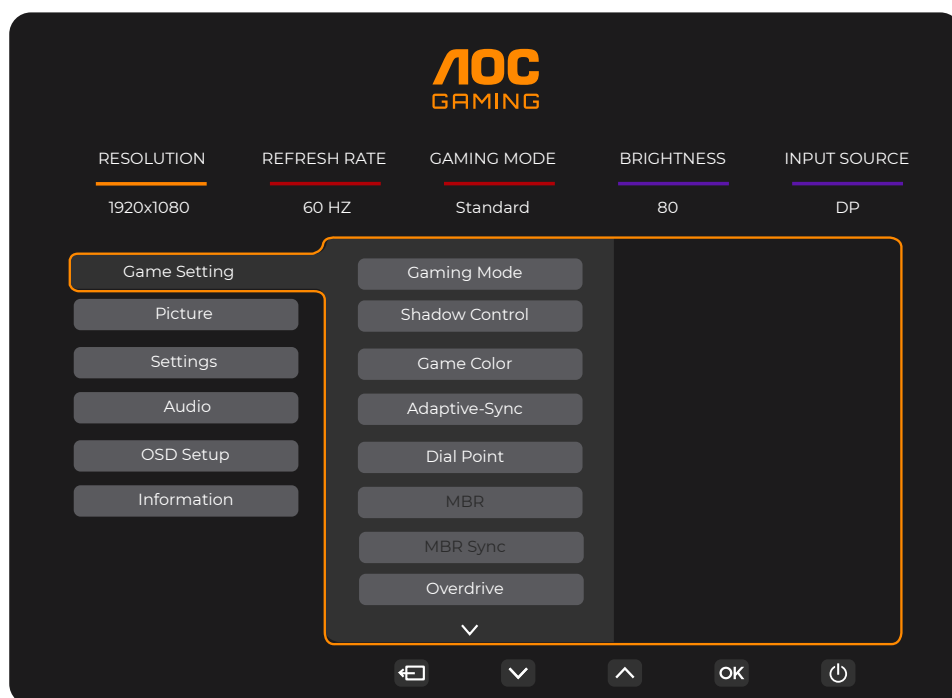 AOC
GAMING
RESOLUTION REFRESH RATE GAMING MODE BRIGHTNESS INPUT SOURCE
1920x1080 60 HZ Standard 80 DP
Game Setting
Picture
Settings
Audio
OSD Setup
Information
Gaming Mode
Shadow Control
Game Color
Adaptive-Sync
Dial Point
MBR
MBR Sync
Overdrive
OK